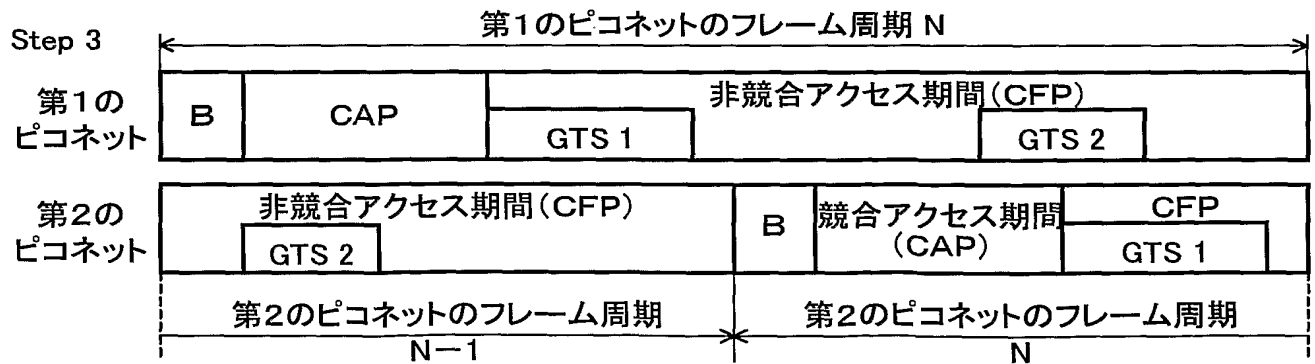 Step 3
第1のピコネットのフレーム周期 N
第1の
ピコネット
B
CAP
非競合アクセス期間(CFP)
GTS 1
GTS 2
第2の
ピコネット
非競合アクセス期間(CFP)
GTS 2
B
競合アクセス期間
(CAP)
CFP
GTS 1
第2のピコネットのフレーム周期
N-1
第2のピコネットのフレーム周期
N